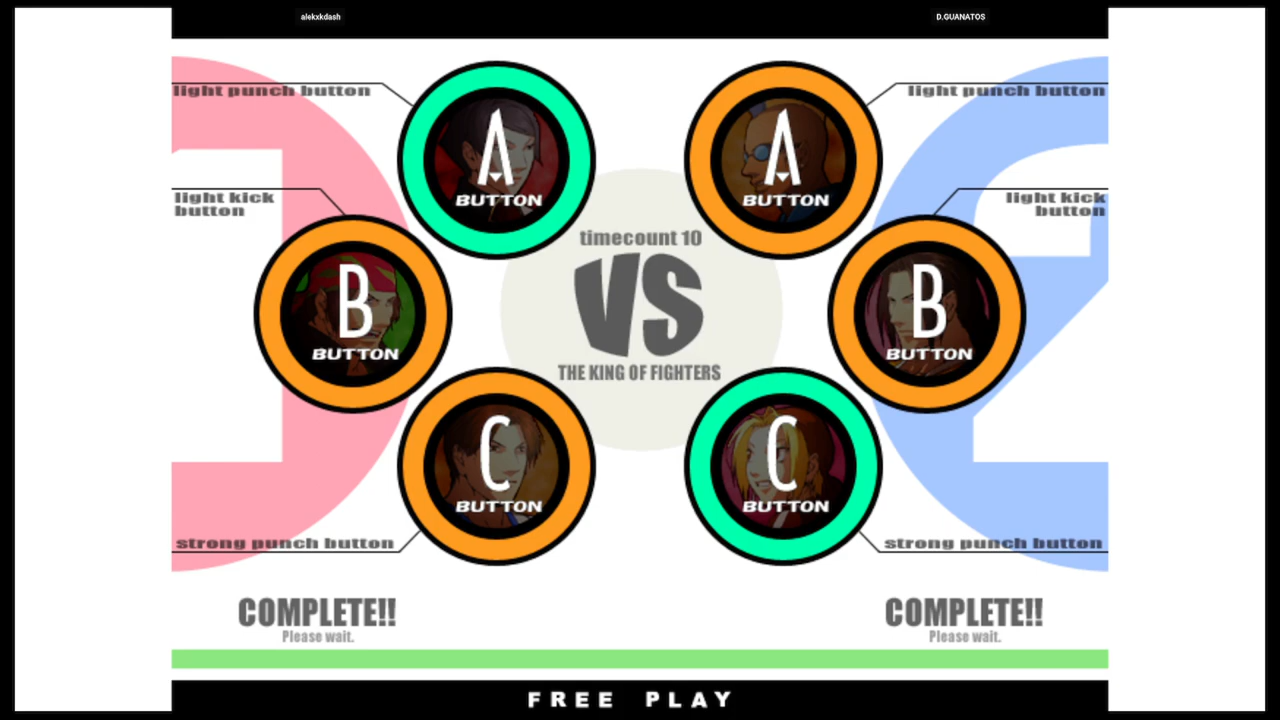 alekxkdash
D.GUANATOS
light punch button
light punch button
A
BUTTON
A
BUTTON
light kick
button
light kick
button
timecount 10
VS
THE KING OF FIGHTERS
B
BUTTON
B
BUTTON
C
BUTTON
C
BUTTON
strong punch button
strong punch button
COMPLETE!!
Please wait.
COMPLETE!!
Please wait.
FREE PLAY